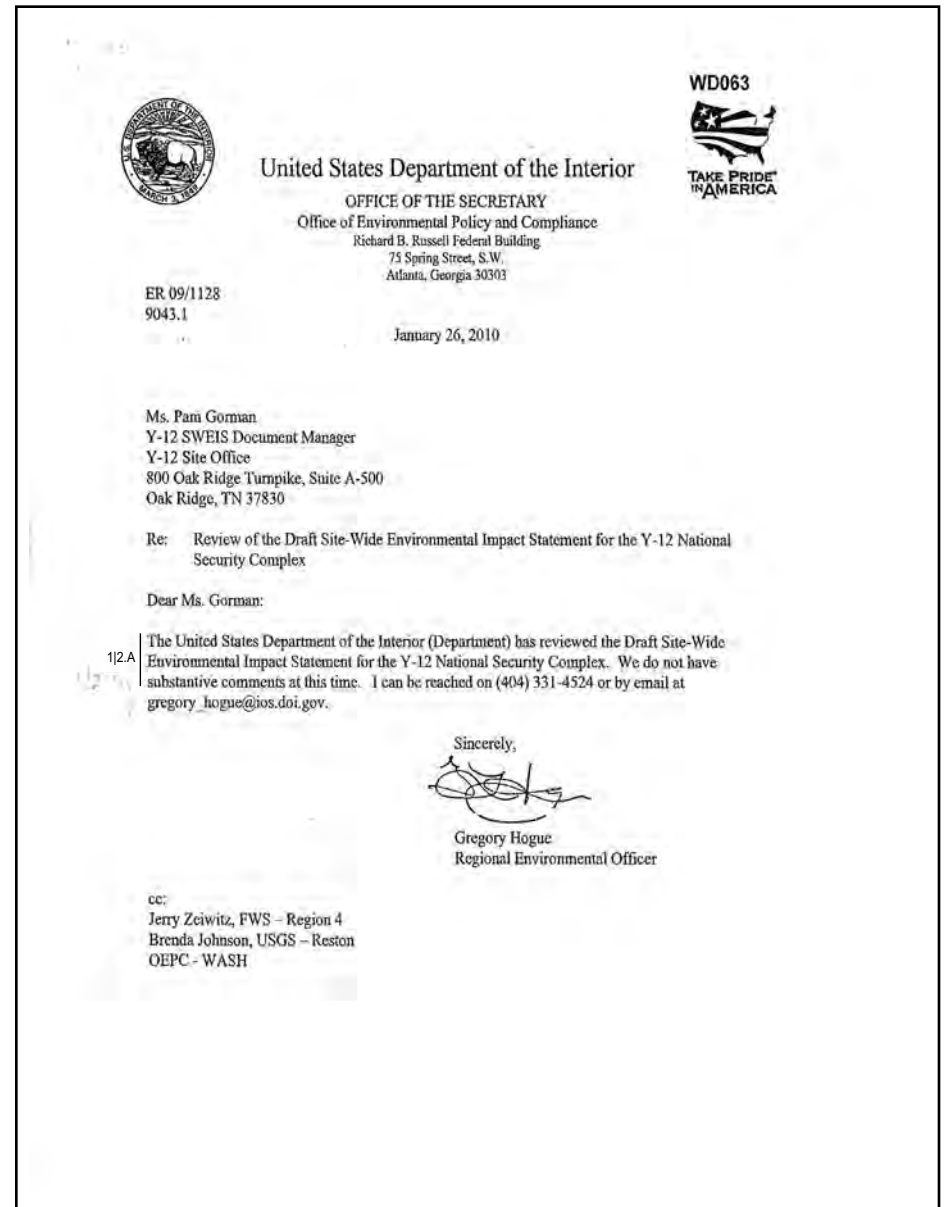 WD063
U.S. DEPARTMENT OF THE INTERIOR
MARCH 3, 1849
TAKE PRIDE
IN AMERICA
United States Department of the Interior
OFFICE OF THE SECRETARY
Office of Environmental Policy and Compliance
Richard B. Russell Federal Building
75 Spring Street, S.W.
Atlanta, Georgia 30303
ER 09/1128
9043.1
January 26, 2010
Ms. Pam Gorman
Y-12 SWEIS Document Manager
Y-12 Site Office
800 Oak Ridge Turnpike, Suite A-500
Oak Ridge, TN 37830
Re: Review of the Draft Site-Wide Environmental Impact Statement for the Y-12 National
Security Complex
Dear Ms. Gorman:
The United States Department of the Interior (Department) has reviewed the Draft Site-Wide
1|2.A Environmental Impact Statement for the Y-12 National Security Complex. We do not have
substantive comments at this time. I can be reached on (404) 331-4524 or by email at
gregory_hogue@ios.doi.gov.
Sincerely,
Gregory Hogue
Regional Environmental Officer
cc:
Jerry Zeiwitz, FWS – Region 4
Brenda Johnson, USGS – Reston
OEPC - WASH